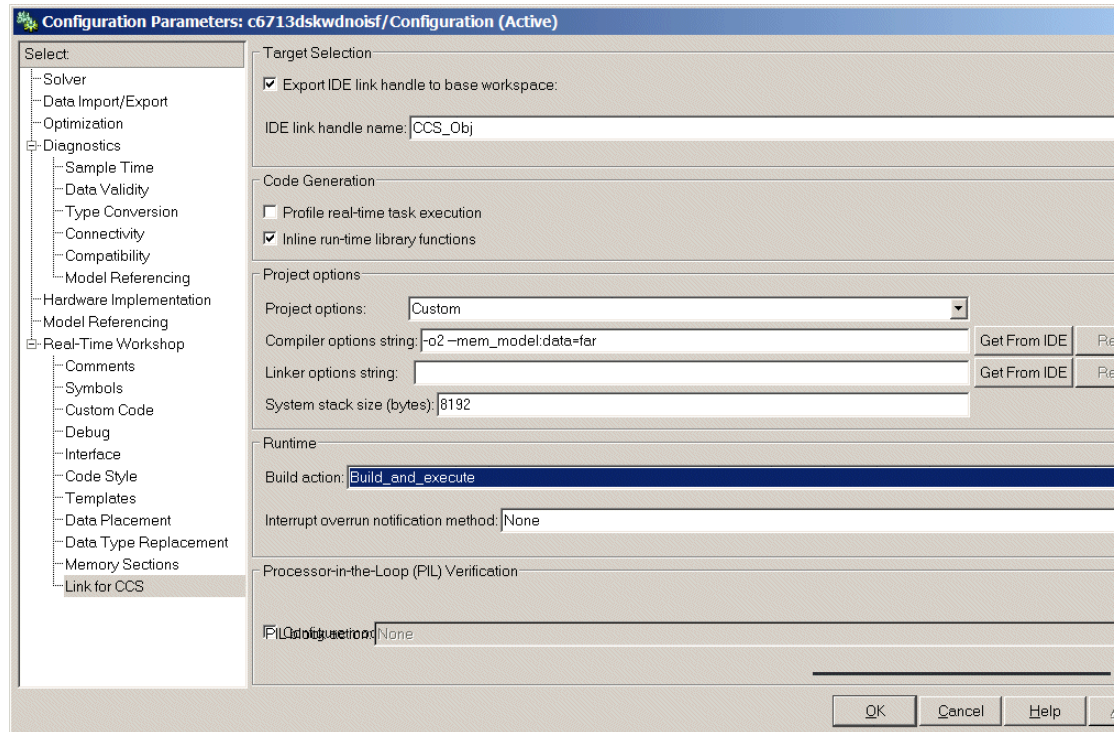 Configuration Parameters: c6713dskwdnoisf/Configuration (Active)
Select:
Solver
Data Import/Export
Optimization
Diagnostics
Sample Time
Data Validity
Type Conversion
Connectivity
Compatibility
Model Referencing
Hardware Implementation
Model Referencing
Real-Time Workshop
Comments
Symbols
Custom Code
Debug
Interface
Code Style
Templates
Data Placement
Data Type Replacement
Memory Sections
Link for CCS
Target Selection
Export IDE link handle to base workspace:
IDE link handle name: CCS_Obj
Code Generation
Profile real-time task execution
Inline run-time library functions
Project options
Project options: Custom
Compiler options string: -o2 —mem_model:data=far Get From IDE Re
Linker options string: Get From IDE Re
System stack size (bytes): 8192
Runtime
Build action: Build_and_execute
Interrupt overrun notification method: None
Processor-in-the-Loop (PIL) Verification
None
OK Cancel Help